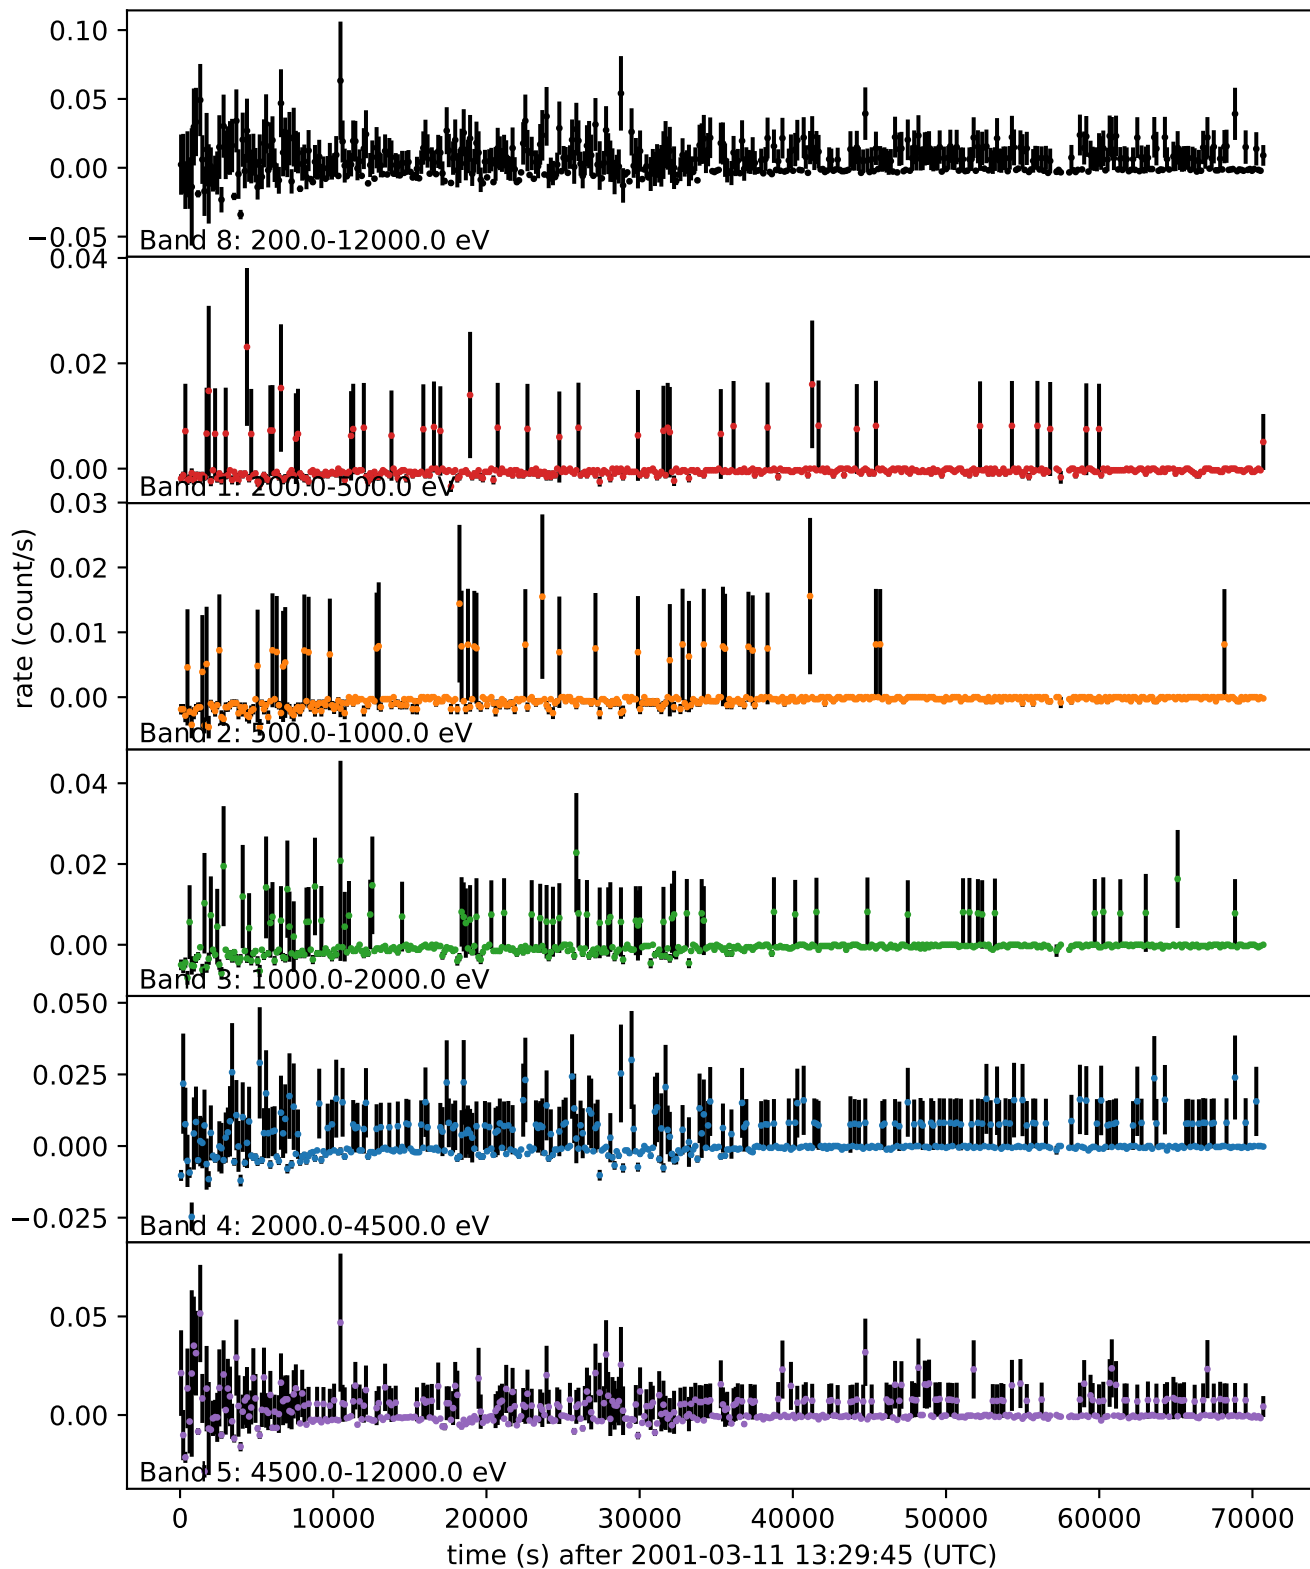 0.10
0.05
0.00
−0.05
Band 8: 200.0-12000.0 eV
0.04
0.02
0.00
Band 1: 200.0-500.0 eV
0.03
0.02
0.01
0.00
Band 2: 500.0-1000.0 eV
rate (count/s)
0.04
0.02
0.00
Band 3: 1000.0-2000.0 eV
0.050
0.025
0.000
−0.025
Band 4: 2000.0-4500.0 eV
0.05
0.00
Band 5: 4500.0-12000.0 eV
0 10000 20000 30000 40000 50000 60000 70000
time (s) after 2001-03-11 13:29:45 (UTC)